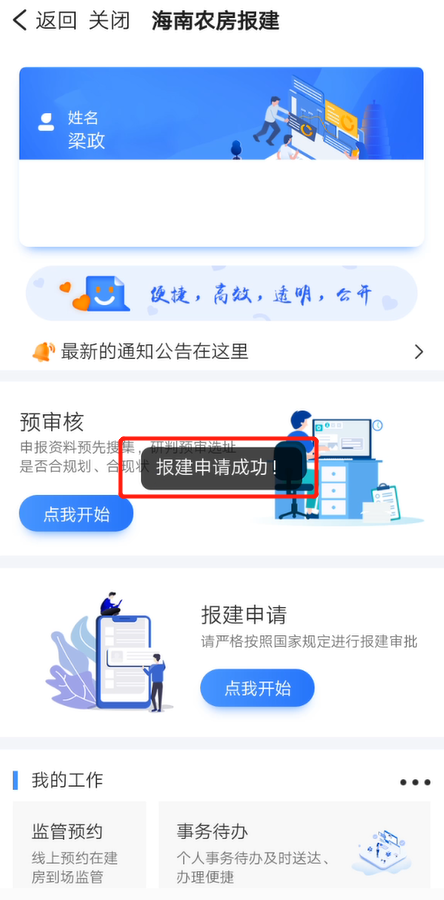 返回 关闭 海南农房报建
姓名
梁政
便捷，高效，透明，公开
最新的通知公告在这里
预审核
申报资料预先搜集，研判预审选址
是否合规划、合现状
报建申请成功！
点我开始
报建申请
请严格按照国家规定进行报建审批
点我开始
我的工作
监管预约
线上预约在建
房到场监管
事务待办
个人事务待办及时送达、
办理便捷